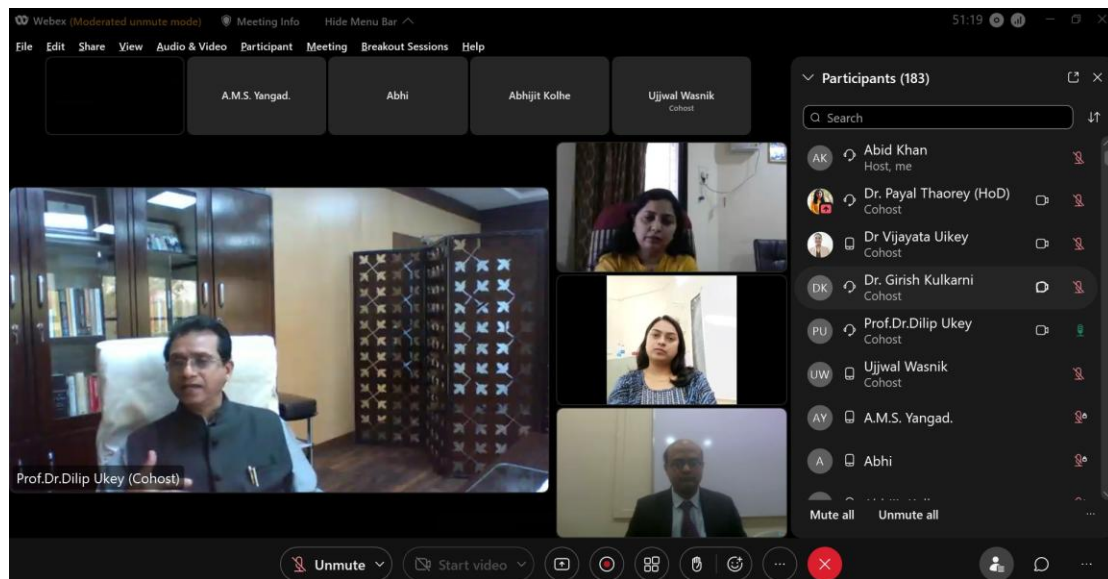 Webex (Moderated unmute mode) Meeting Info Hide Menu Bar
51:19
File Edit Share View Audio & Video Participant Meeting Breakout Sessions Help
A.M.S. Yangad.
Abhi
Abhijit Kolhe
Ujjwal Wasnik
Cohost
Prof.Dr.Dilip Ukey (Cohost)
Participants (183)
Search
AK Abid Khan
Host, me
Dr. Payal Thaorey (HoD)
Cohost
Dr Vijayata Uikey
Cohost
DK Dr. Girish Kulkarni
Cohost
PU Prof.Dr.Dilip Ukey
Cohost
UW Ujjwal Wasnik
Cohost
AY A.M.S. Yangad.
A Abhi
Mute all Unmute all
Unmute Start video